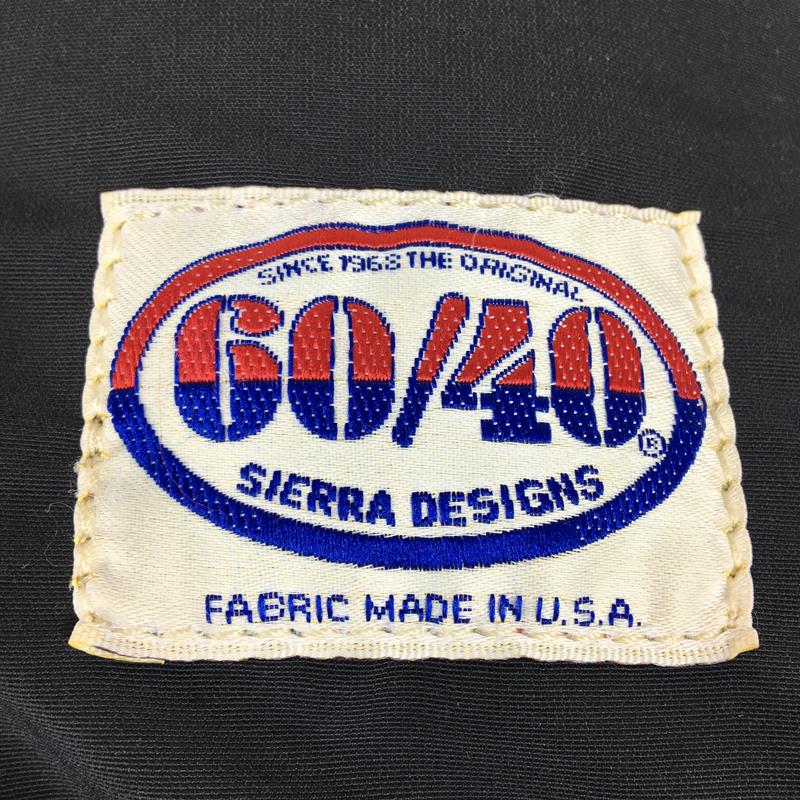 SINCE 1968 THE ORIGINAL
60/40®
SIERRA DESIGNS
FABRIC MADE IN U.S.A.